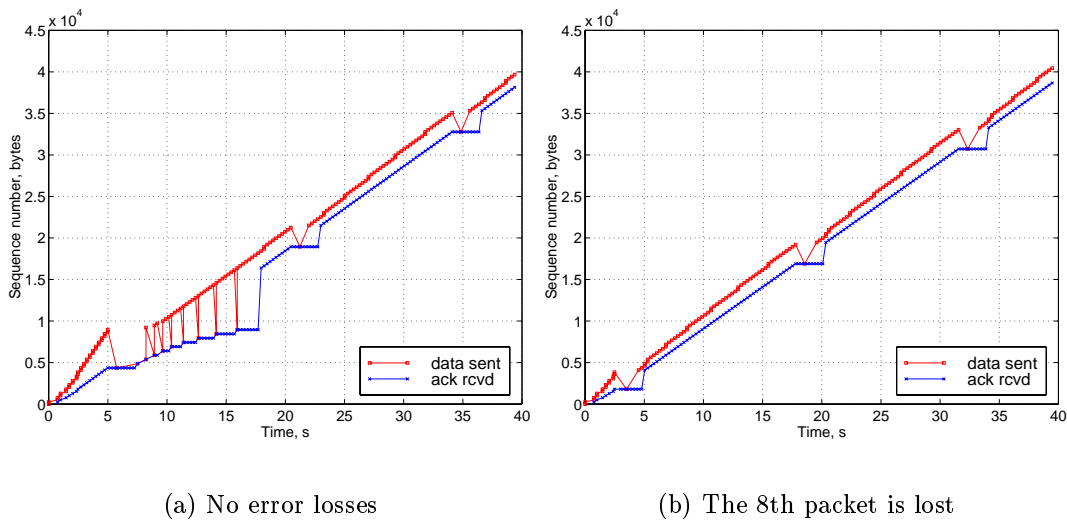 x 10^4
4.5
4
3.5
3
2.5
2
1.5
1
0.5
0
Sequence number, bytes
0 5 10 15 20 25 30 35 40
Time, s
data sent
ack rcvd
(a) No error losses
x 10^4
4.5
4
3.5
3
2.5
2
1.5
1
0.5
0
Sequence number, bytes
0 5 10 15 20 25 30 35 40
Time, s
data sent
ack rcvd
(b) The 8th packet is lost